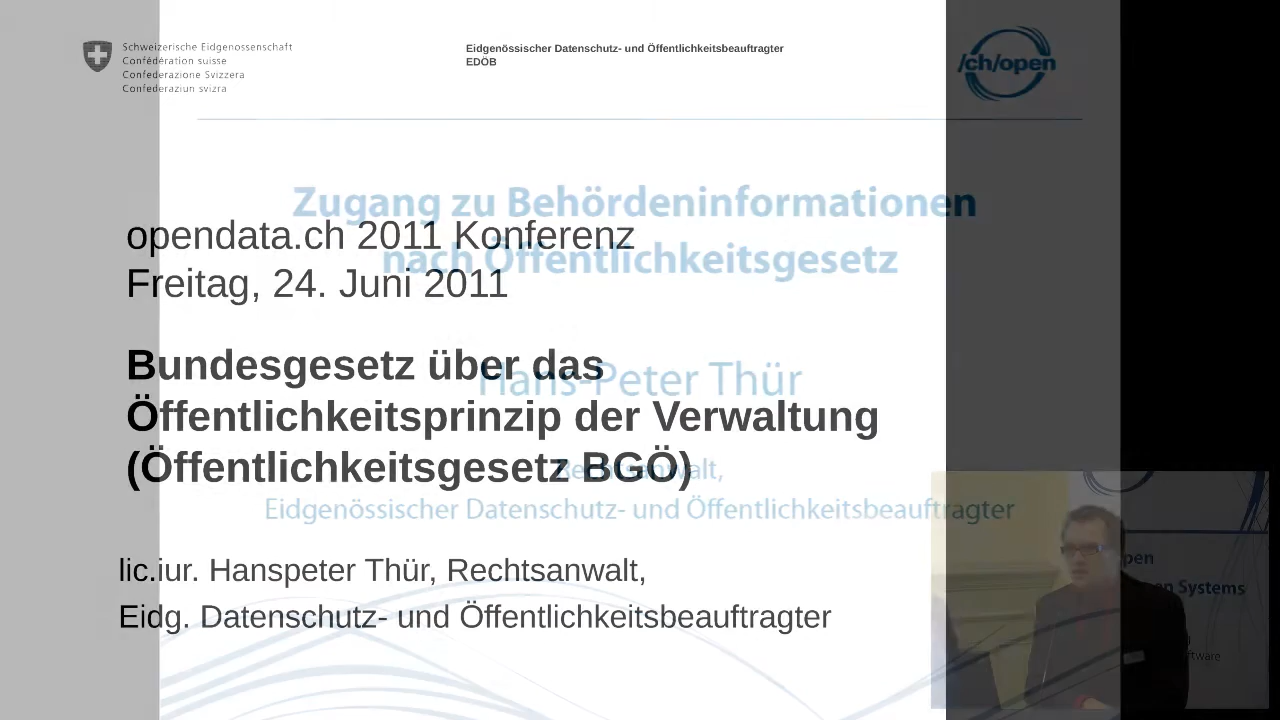 Schweizerische Eidgenossenschaft
Confédération suisse
Confederazione Svizzera
Confederaziun svizra
Eidgenössischer Datenschutz- und Öffentlichkeitsbeauftragter
EDÖB
/ch/open
Zugang zu Behördeninformationen
nach Öffentlichkeitsgesetz
opendata.ch 2011 Konferenz
Freitag, 24. Juni 2011
Hans-Peter Thür
Bundesgesetz über das
Öffentlichkeitsprinzip der Verwaltung
(Öffentlichkeitsgesetz BGÖ)
Rechtsanwalt,
Eidgenössischer Datenschutz- und Öffentlichkeitsbeauftragter
lic.iur. Hanspeter Thür, Rechtsanwalt,
Eidg. Datenschutz- und Öffentlichkeitsbeauftragter
Systems